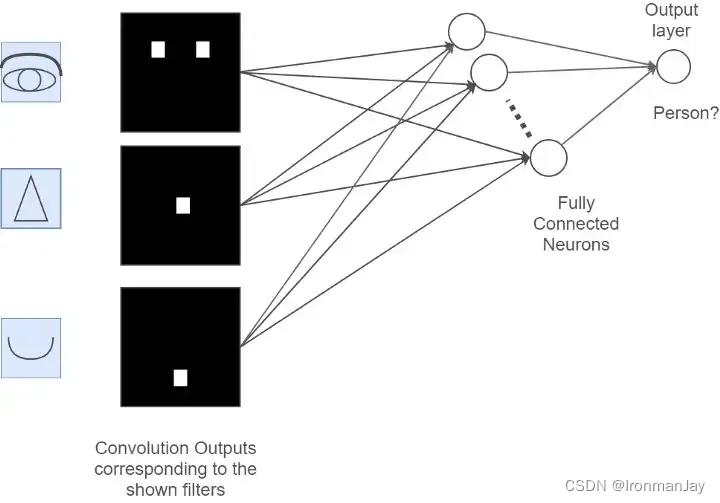 Output
layer
Person?
Fully
Connected
Neurons
Convolution Outputs
corresponding to the
shown filters
CSDN @IronmanJay